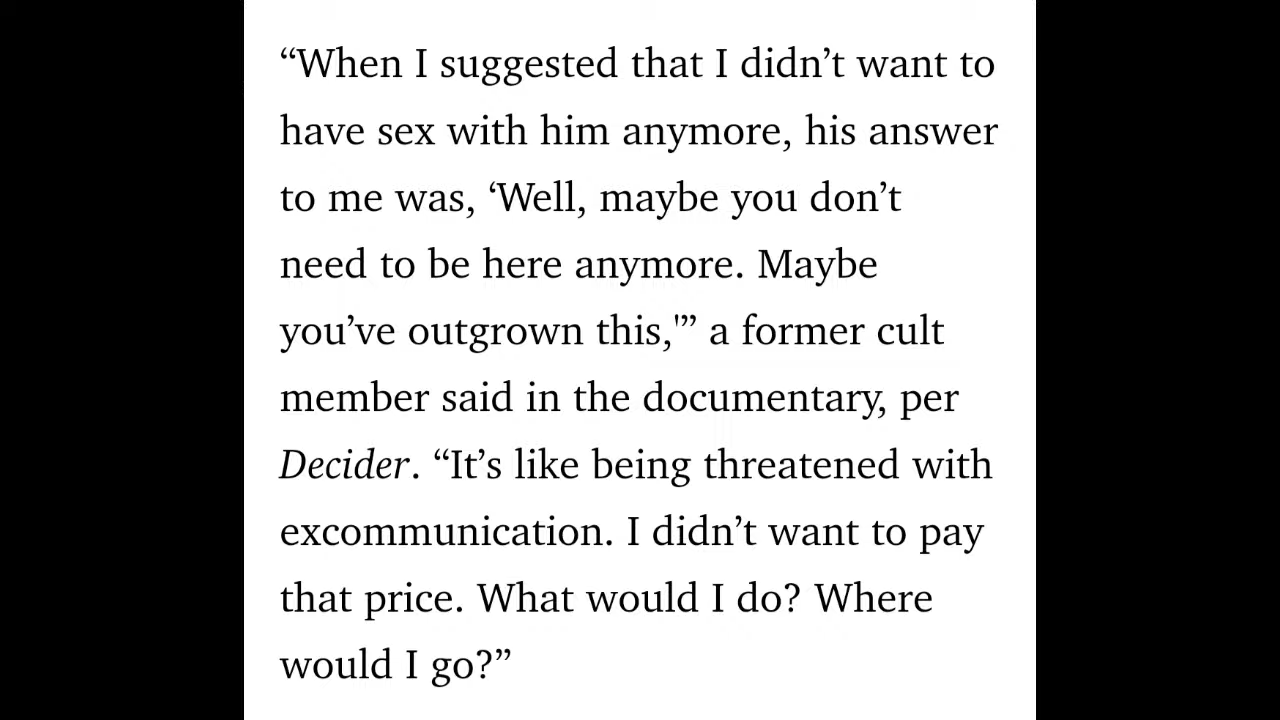 “When I suggested that I didn’t want to
have sex with him anymore, his answer
to me was, ‘Well, maybe you don’t
need to be here anymore. Maybe
you’ve outgrown this,'” a former cult
member said in the documentary, per
Decider. “It’s like being threatened with
excommunication. I didn’t want to pay
that price. What would I do? Where
would I go?”